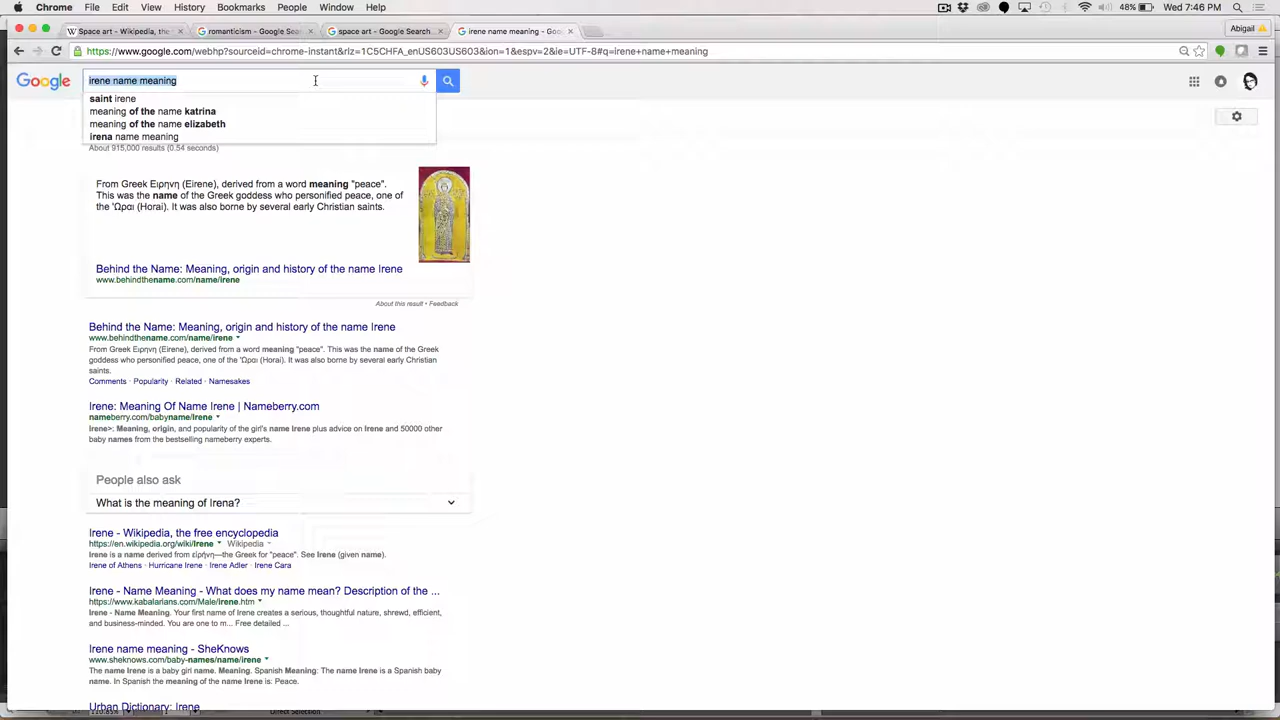 Chrome File Edit View History Bookmarks People Window Help 48% Wed 7:46 PM
Space art - Wikipedia, the romanticism - Google Sea space art - Google Search irene name meaning - Goo Abigail
https://www.google.com/webhp?sourceid=chrome-instant&rlz=1C5CHFA_enUS603US603&ion=1&espv=2&ie=UTF-8#q=irene+name+meaning
Google irene name meaning
saint irene
meaning of the name katrina
meaning of the name elizabeth
irena name meaning
About 915,000 results (0.54 seconds)
From Greek Ειρηνη (Eirene), derived from a word meaning "peace".
This was the name of the Greek goddess who personified peace, one of
the 'Ωραι (Horai). It was also borne by several early Christian saints.
Behind the Name: Meaning, origin and history of the name Irene
www.behindthename.com/name/irene
About this result • Feedback
Behind the Name: Meaning, origin and history of the name Irene
www.behindthename.com/name/irene
From Greek Ειρηνη (Eirene), derived from a word meaning "peace". This was the name of the Greek
goddess who personified peace, one of the 'Ωραι (Horai). It was also borne by several early Christian
saints.
Comments · Popularity · Related · Namesakes
Irene: Meaning Of Name Irene | Nameberry.com
nameberry.com/babyname/Irene
Irene>: Meaning, origin, and popularity of the girl's name Irene plus advice on Irene and 50000 other
baby names from the bestselling nameberry experts.
People also ask
What is the meaning of Irena?
Irene - Wikipedia, the free encyclopedia
https://en.wikipedia.org/wiki/Irene Wikipedia
Irene is a name derived from εἰρήνη—the Greek for "peace". See Irene (given name).
Irene of Athens · Hurricane Irene · Irene Adler · Irene Cara
Irene - Name Meaning - What does my name mean? Description of the ...
https://www.kabalarians.com/Male/irene.htm
Irene - Name Meaning. Your first name of Irene creates a serious, thoughtful nature, shrewd, efficient,
and business-minded. You are one to m... Free detailed ...
Irene name meaning - SheKnows
www.sheknows.com/baby-names/name/irene
The name Irene is a baby girl name. Meaning. Spanish Meaning: The name Irene is a Spanish baby
name. In Spanish the meaning of the name Irene is: Peace.
Urban Dictionary: Irene
Direct Selection